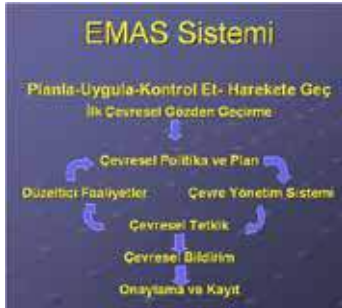 EMAS Sistemi
Planla-Uygula-Kontrol Et- Harekete Geç
İlk Çevresel Gözden Geçirme
Çevresel Politika ve Plan
Düzeltici Faaliyetler
Çevre Yönetim Sistemi
Çevresel Tetkik
Çevresel Bildirim
Onaylama ve Kayıt